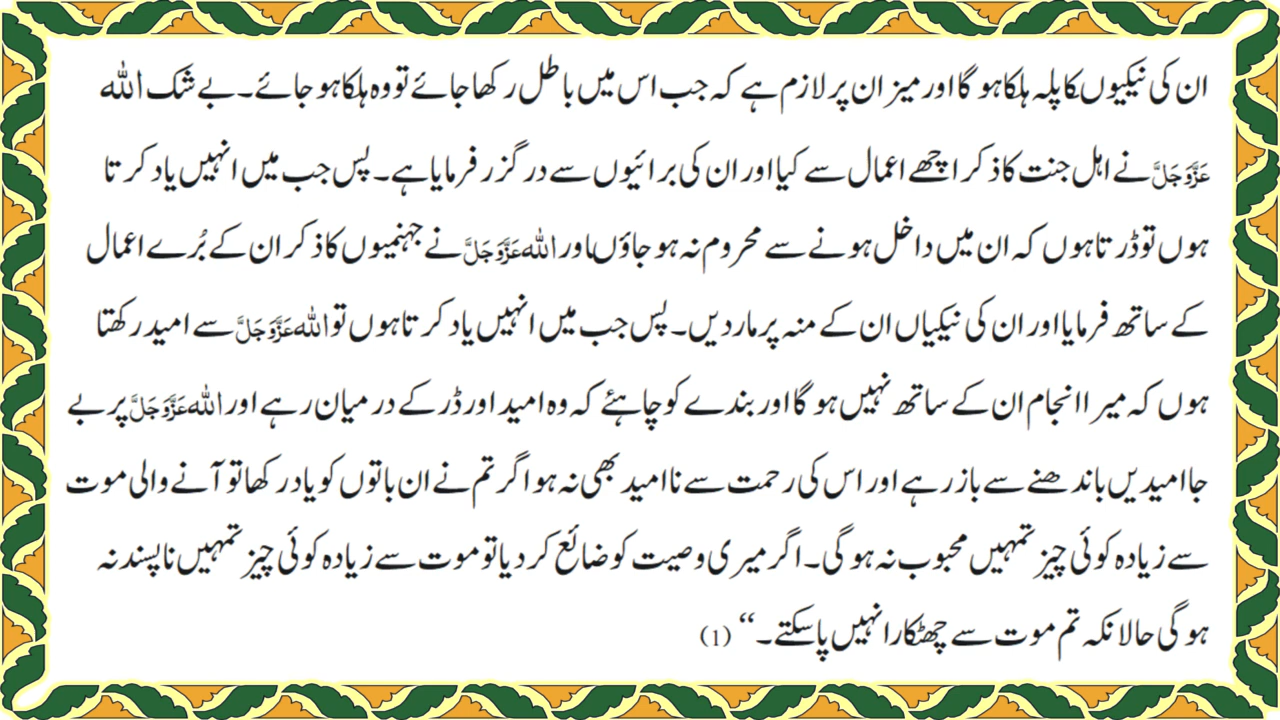 ان کی نیکیوں کا پلہ ہلکا ہو گا اور میزان پر لازم ہے کہ جب اس میں باطل رکھا جائے تو وہ ہلکا ہو جائے۔ بے شک اللہ
عَزَّوَجَلَّ نے اہل جنت کا ذکر اچھے اعمال سے کیا اور ان کی برائیوں سے درگزر فرمایا ہے۔ پس جب میں انہیں یاد کرتا
ہوں تو ڈرتا ہوں کہ ان میں داخل ہونے سے محروم نہ ہو جاؤں اور اللہ عَزَّوَجَلَّ نے جہنمیوں کا ذکر ان کے بُرے اعمال
کے ساتھ فرمایا اور ان کی نیکیاں ان کے منہ پر مار دیں۔ پس جب میں انہیں یاد کرتا ہوں تو اللہ عَزَّوَجَلَّ سے امید رکھتا
ہوں کہ میرا انجام ان کے ساتھ نہیں ہو گا اور بندے کو چاہئے کہ وہ امید اور ڈر کے درمیان رہے اور اللہ عَزَّوَجَلَّ پر بے
جا امیدیں باندھنے سے باز رہے اور اس کی رحمت سے ناامید بھی نہ ہو اگر تم نے ان باتوں کو یاد رکھا تو آنے والی موت
سے زیادہ کوئی چیز تمہیں محبوب نہ ہو گی۔ اگر میری وصیت کو ضائع کر دیا تو موت سے زیادہ کوئی چیز تمہیں ناپسند نہ
ہو گی حالانکہ تم موت سے چھٹکارا نہیں پا سکتے۔“ (۱)